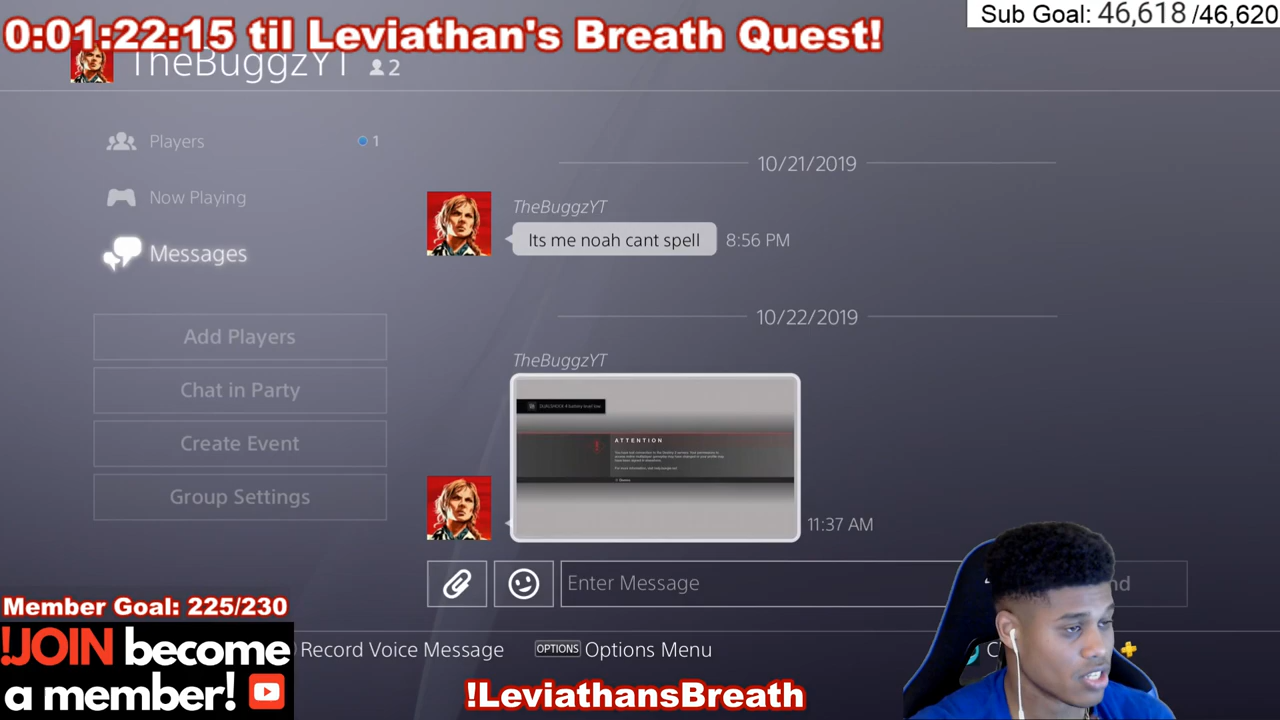 0:01:22:15 til Leviathan's Breath Quest!
Sub Goal: 46,618 /46,620
TheBuggzYT 2
Players 1
Now Playing
Messages
Add Players
Chat in Party
Create Event
Group Settings
10/21/2019
TheBuggzYT
Its me noah cant spell 8:56 PM
10/22/2019
TheBuggzYT
ATTENTION
11:37 AM
Enter Message
Record Voice Message
OPTIONS Options Menu
Member Goal: 225/230
!JOIN become
a member!
!LeviathansBreath